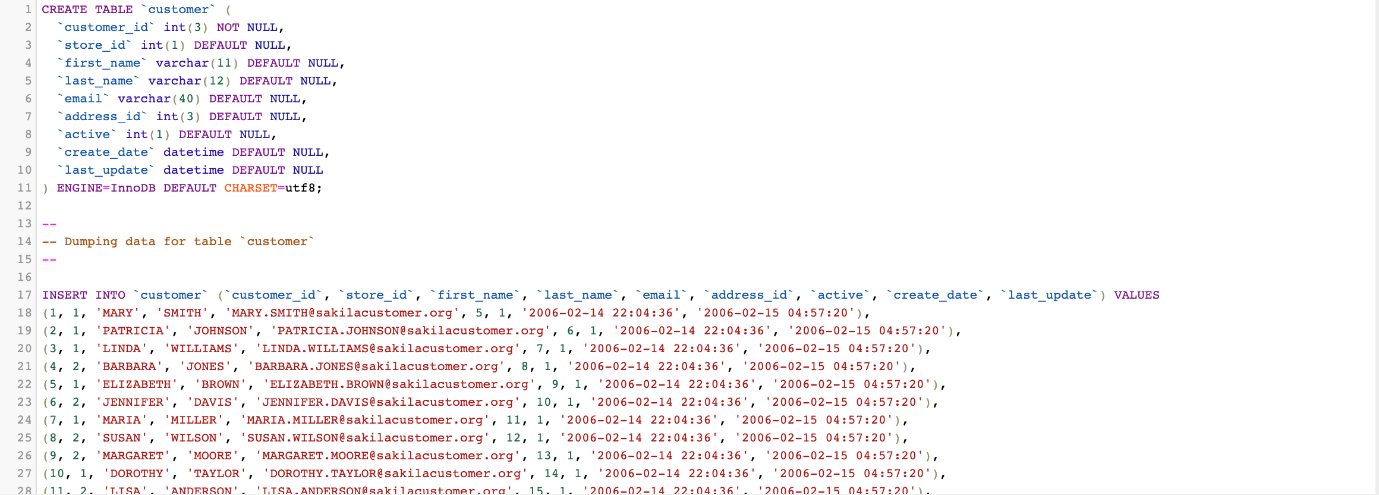 1 CREATE TABLE `customer` (
2 `customer_id` int(3) NOT NULL,
3 `store_id` int(1) DEFAULT NULL,
4 `first_name` varchar(11) DEFAULT NULL,
5 `last_name` varchar(12) DEFAULT NULL,
6 `email` varchar(40) DEFAULT NULL,
7 `address_id` int(3) DEFAULT NULL,
8 `active` int(1) DEFAULT NULL,
9 `create_date` datetime DEFAULT NULL,
10 `last_update` datetime DEFAULT NULL
11 ) ENGINE=InnoDB DEFAULT CHARSET=utf8;
12
13 --
14 -- Dumping data for table `customer`
15 --
16
17 INSERT INTO `customer` (`customer_id`, `store_id`, `first_name`, `last_name`, `email`, `address_id`, `active`, `create_date`, `last_update`) VALUES
18 (1, 1, 'MARY', 'SMITH', 'MARY.SMITH@sakilacustomer.org', 5, 1, '2006-02-14 22:04:36', '2006-02-15 04:57:20'),
19 (2, 1, 'PATRICIA', 'JOHNSON', 'PATRICIA.JOHNSON@sakilacustomer.org', 6, 1, '2006-02-14 22:04:36', '2006-02-15 04:57:20'),
20 (3, 1, 'LINDA', 'WILLIAMS', 'LINDA.WILLIAMS@sakilacustomer.org', 7, 1, '2006-02-14 22:04:36', '2006-02-15 04:57:20'),
21 (4, 2, 'BARBARA', 'JONES', 'BARBARA.JONES@sakilacustomer.org', 8, 1, '2006-02-14 22:04:36', '2006-02-15 04:57:20'),
22 (5, 1, 'ELIZABETH', 'BROWN', 'ELIZABETH.BROWN@sakilacustomer.org', 9, 1, '2006-02-14 22:04:36', '2006-02-15 04:57:20'),
23 (6, 2, 'JENNIFER', 'DAVIS', 'JENNIFER.DAVIS@sakilacustomer.org', 10, 1, '2006-02-14 22:04:36', '2006-02-15 04:57:20'),
24 (7, 1, 'MARIA', 'MILLER', 'MARIA.MILLER@sakilacustomer.org', 11, 1, '2006-02-14 22:04:36', '2006-02-15 04:57:20'),
25 (8, 2, 'SUSAN', 'WILSON', 'SUSAN.WILSON@sakilacustomer.org', 12, 1, '2006-02-14 22:04:36', '2006-02-15 04:57:20'),
26 (9, 2, 'MARGARET', 'MOORE', 'MARGARET.MOORE@sakilacustomer.org', 13, 1, '2006-02-14 22:04:36', '2006-02-15 04:57:20'),
27 (10, 1, 'DOROTHY', 'TAYLOR', 'DOROTHY.TAYLOR@sakilacustomer.org', 14, 1, '2006-02-14 22:04:36', '2006-02-15 04:57:20'),
28 (11, 2, 'LISA', 'ANDERSON', 'LISA.ANDERSON@sakilacustomer.org', 15, 1, '2006-02-14 22:04:36', '2006-02-15 04:57:20'),